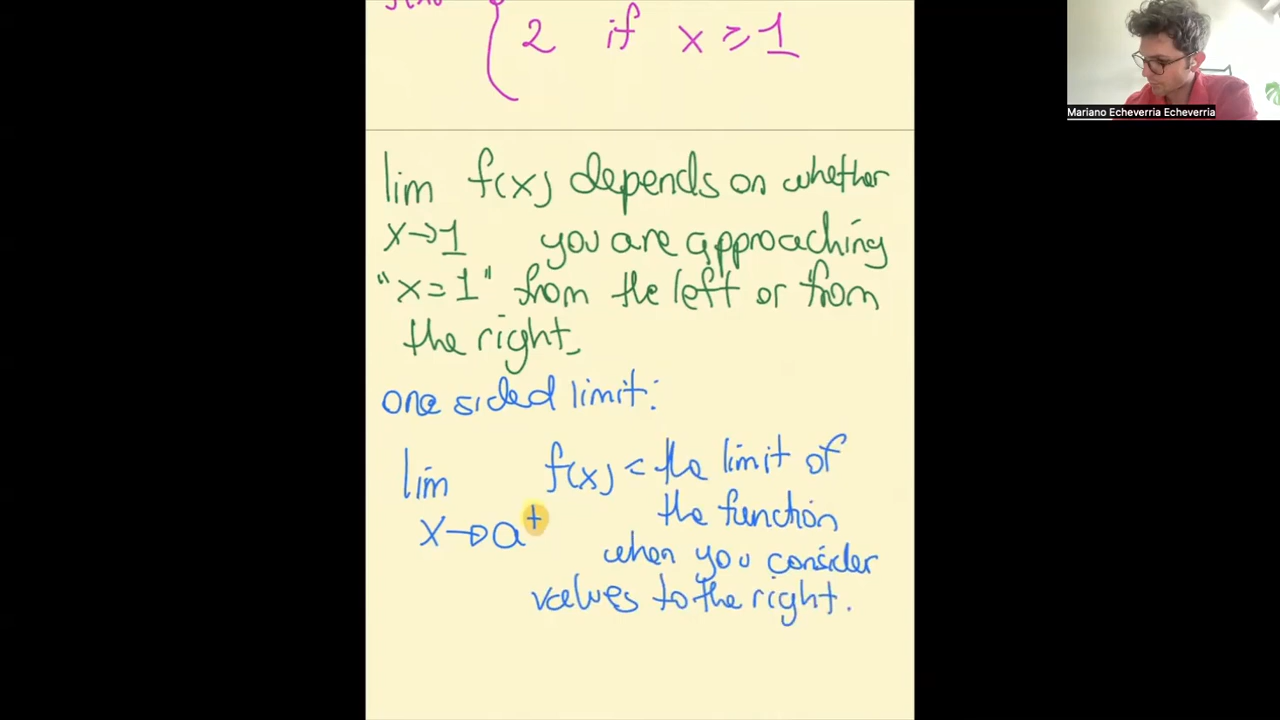 2 if x ≥ 1
Mariano Echeverria Echeverria
lim f(x) depends on whether
x→1 you are approaching
"x=1" from the left or from
the right.
one sided limit:
lim f(x) = the limit of
x→a⁺ the function
when you consider
values to the right.